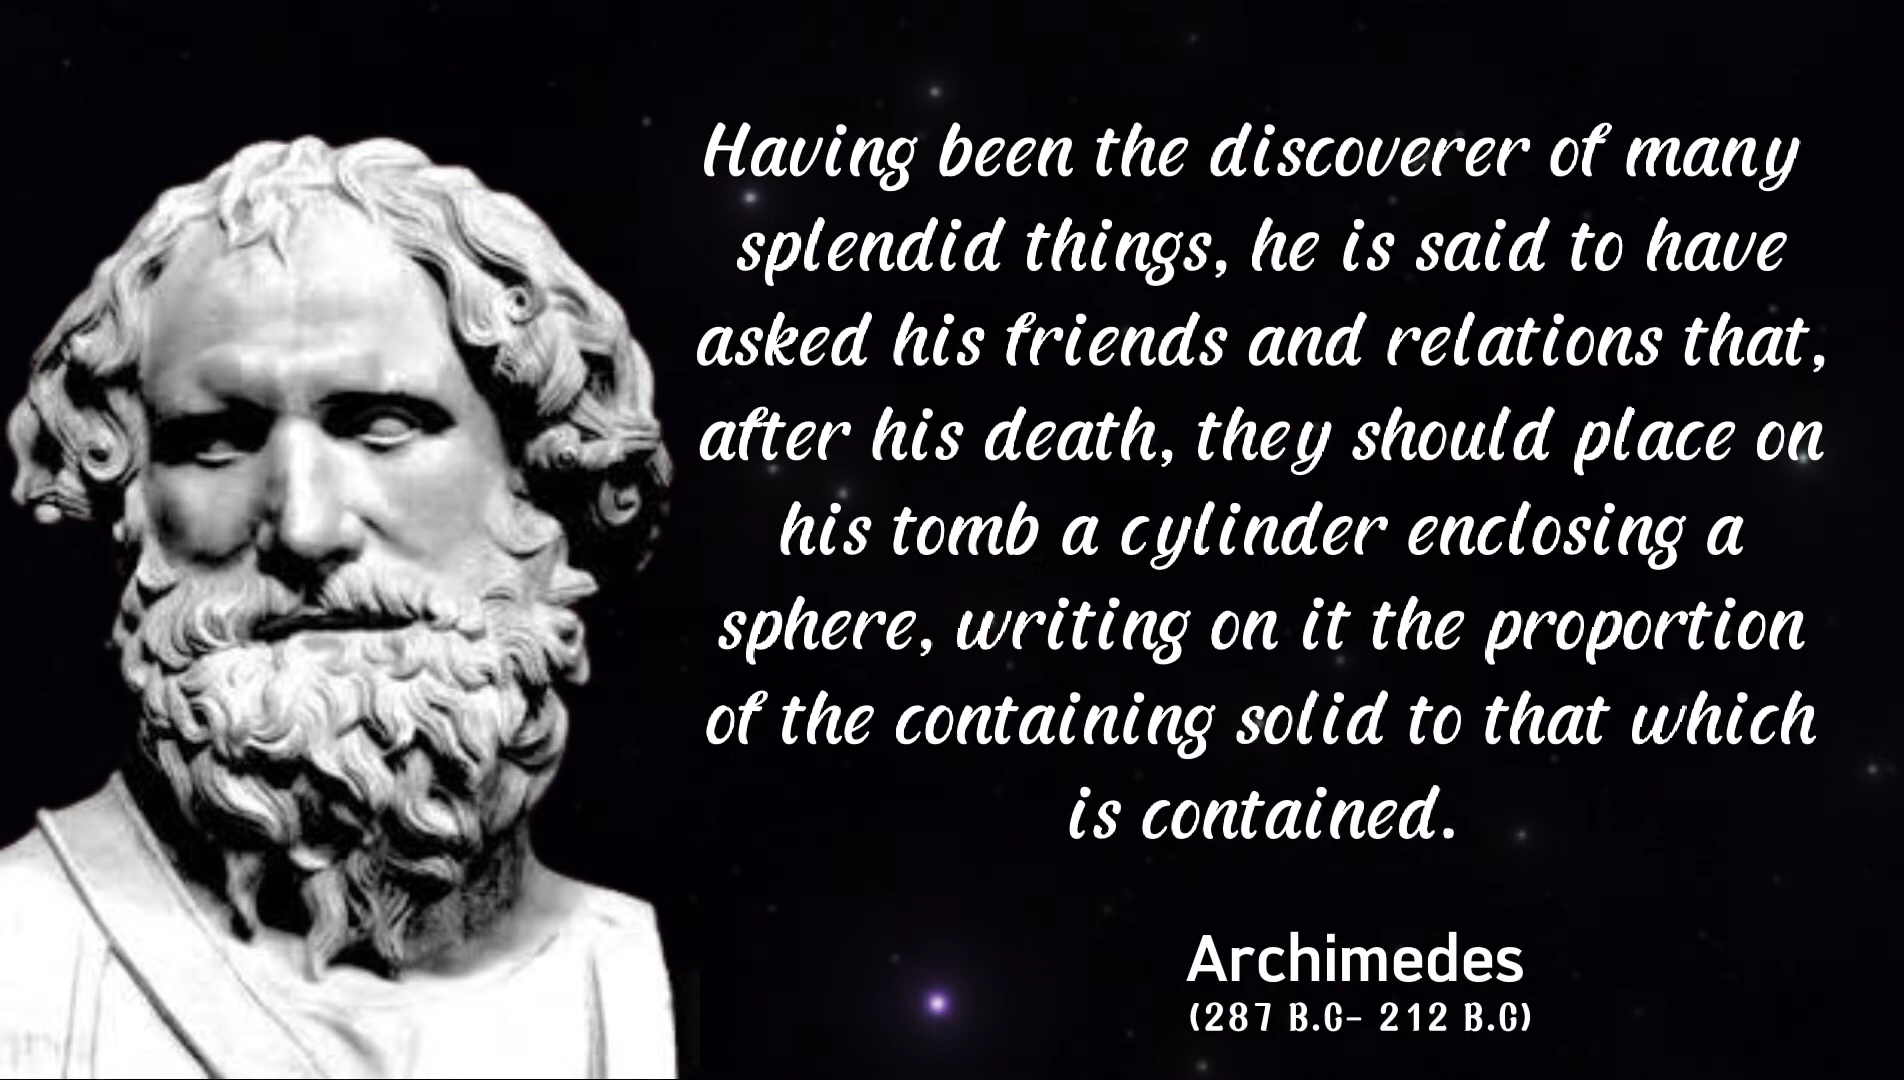 Having been the discoverer of many
splendid things, he is said to have
asked his friends and relations that,
after his death, they should place on
his tomb a cylinder enclosing a
sphere, writing on it the proportion
of the containing solid to that which
is contained.
Archimedes
(287 B.C- 212 B.C)